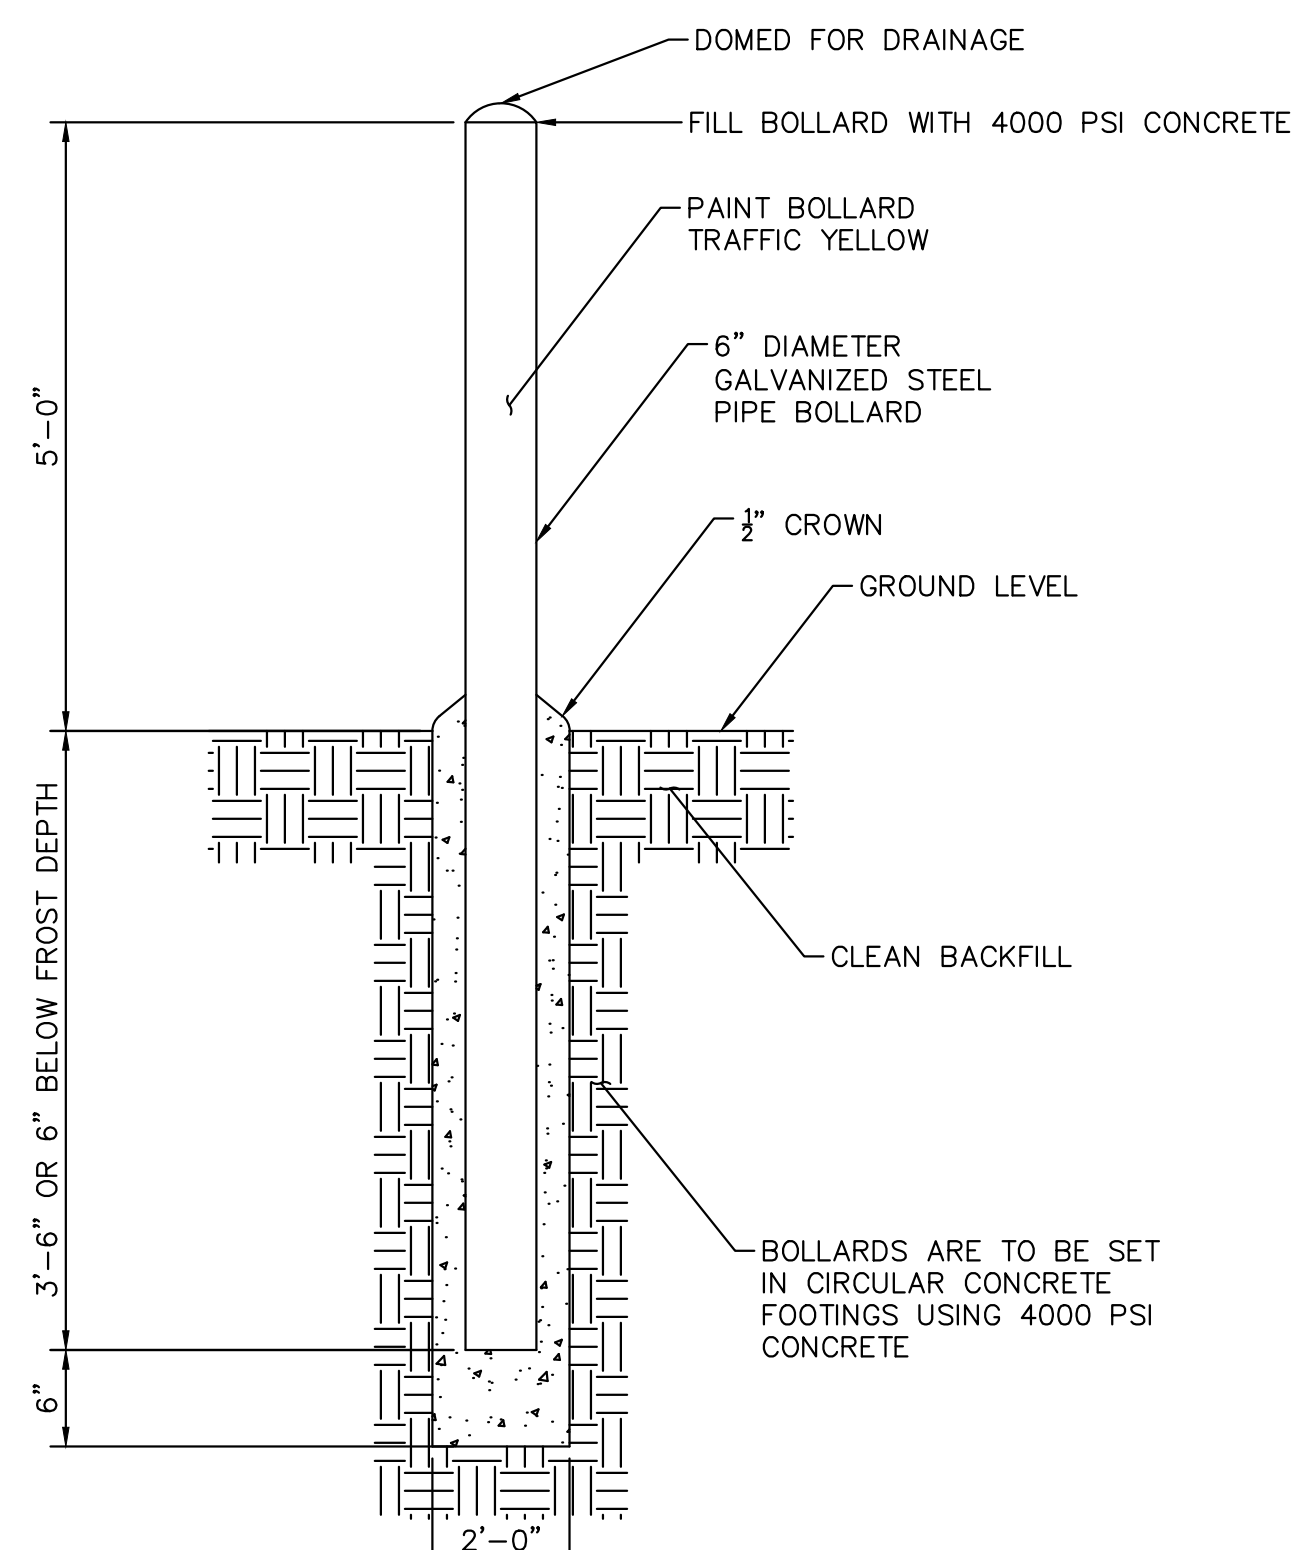 DOMED FOR DRAINAGE
FILL BOLLARD WITH 4000 PSI CONCRETE
PAINT BOLLARD
TRAFFIC YELLOW
6” DIAMETER
GALVANIZED STEEL
PIPE BOLLARD
5’-0”
½” CROWN
GROUND LEVEL
3’-6” OR 6” BELOW FROST DEPTH
CLEAN BACKFILL
BOLLARDS ARE TO BE SET
IN CIRCULAR CONCRETE
FOOTINGS USING 4000 PSI
CONCRETE
6”
2’-0”